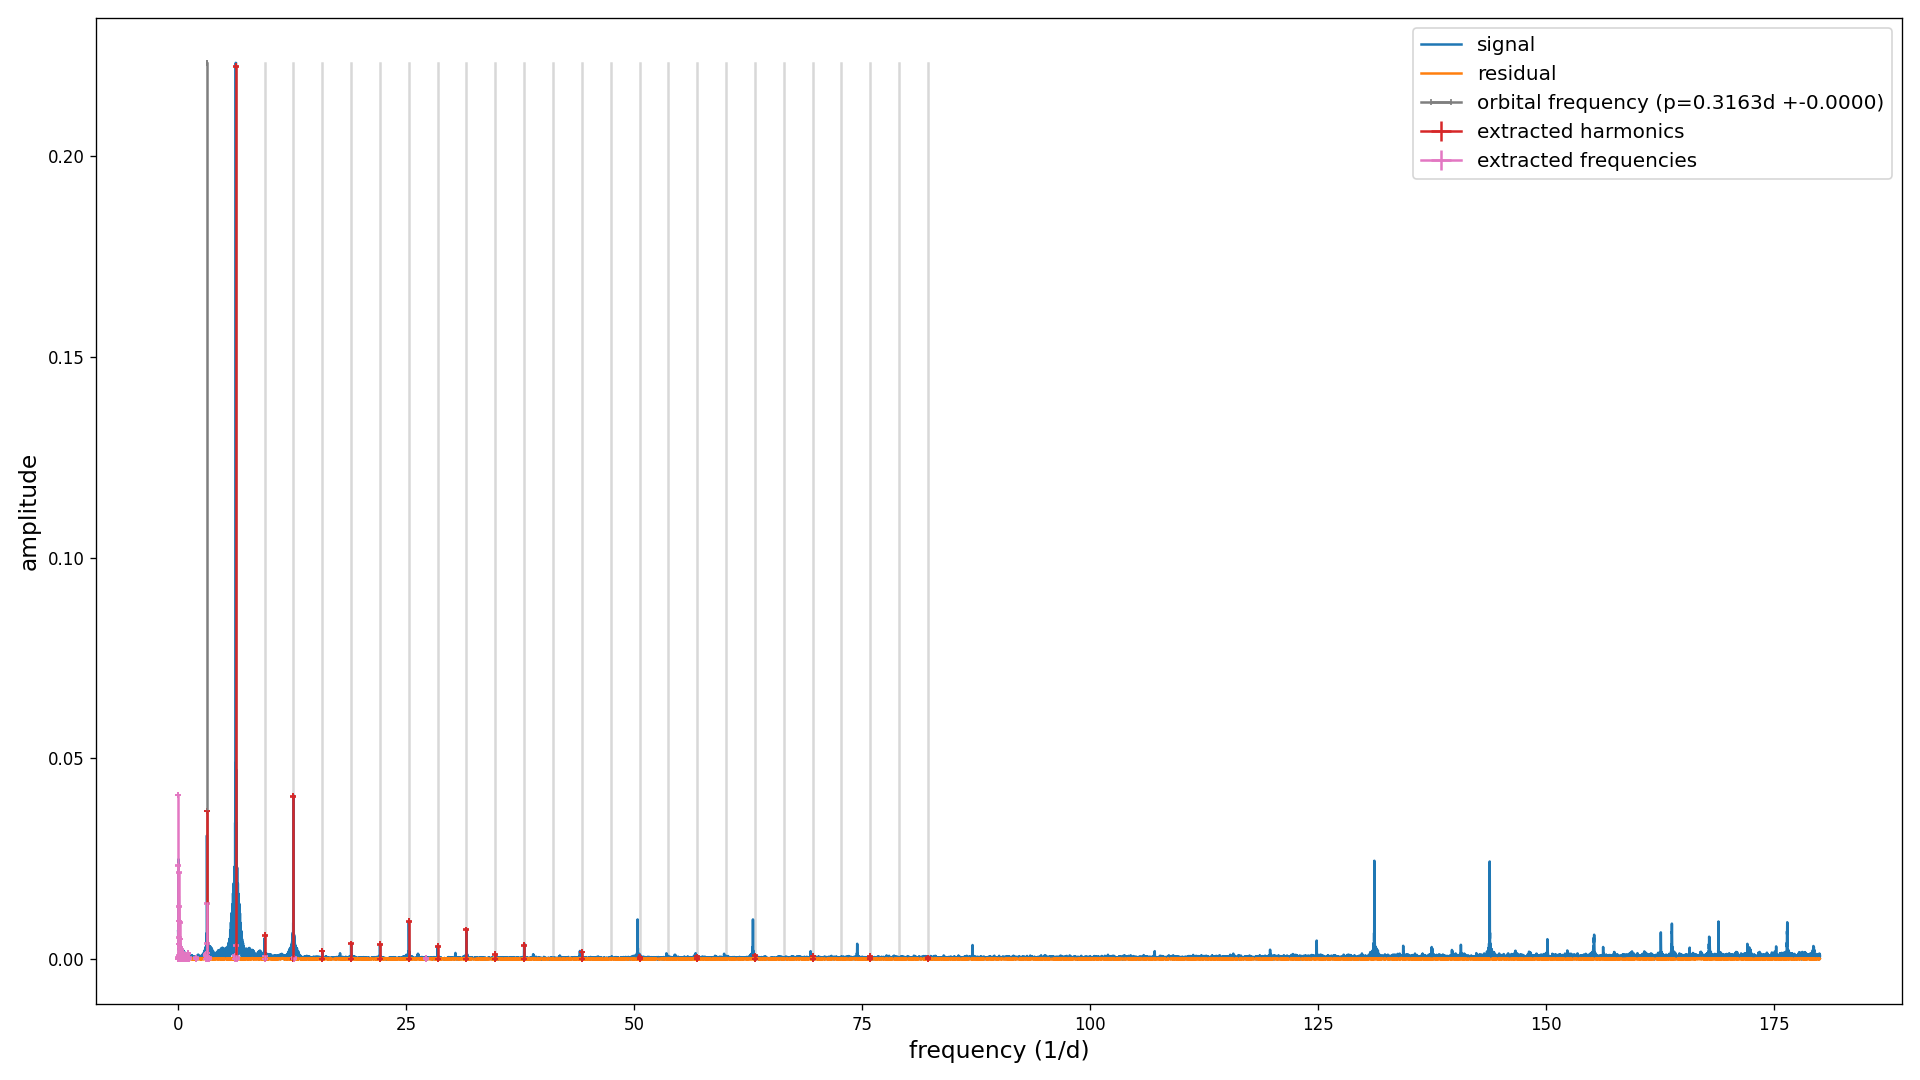 signal
residual
orbital frequency (p=0.3163d +-0.0000)
extracted harmonics
extracted frequencies
amplitude
0.20
0.15
0.10
0.05
0.00
0 25 50 75 100 125 150 175
frequency (1/d)